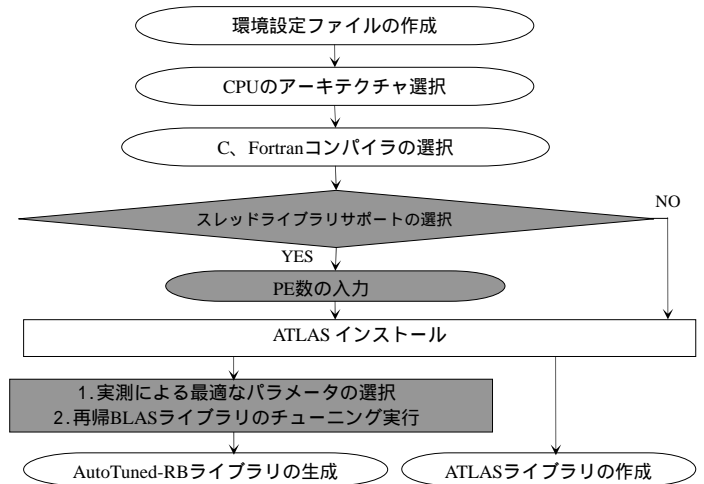 環境設定ファイルの作成
CPUのアーキテクチャ選択
C、Fortranコンパイラの選択
スレッドライブラリサポートの選択
NO
YES
PE数の入力
ATLAS インストール
1.実測による最適なパラメータの選択
2.再帰BLASライブラリのチューニング実行
AutoTuned-RBライブラリの生成
ATLASライブラリの作成